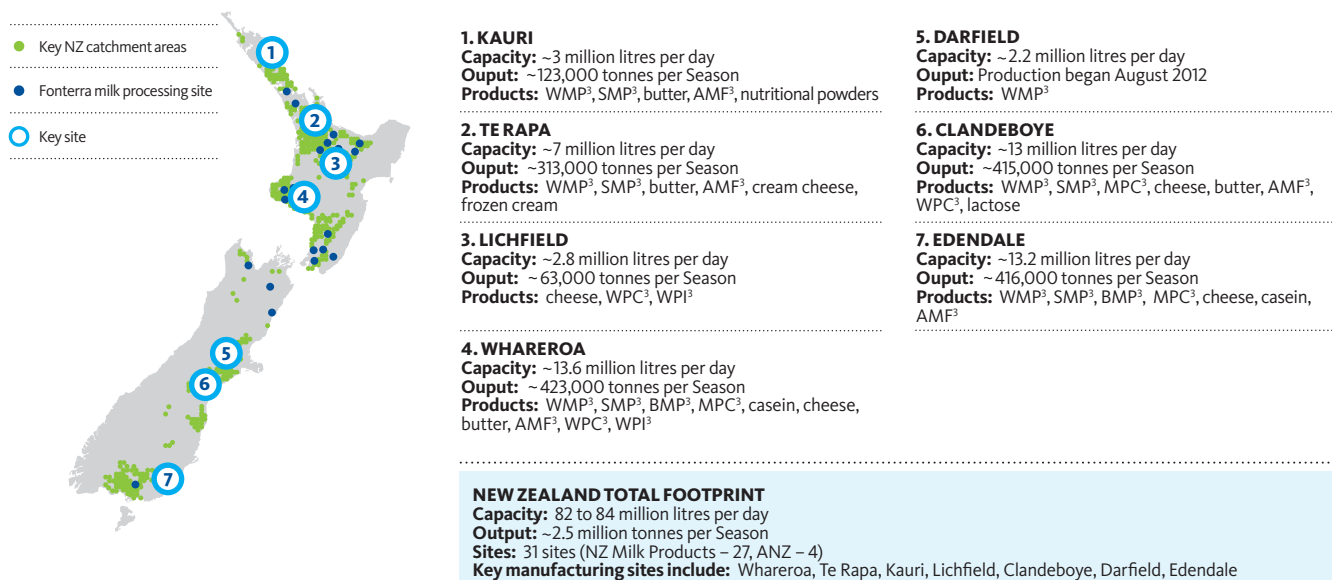 Key NZ catchment areas
Fonterra milk processing site
Key site
1
2
3
4
5
6
7
1. KAURI
Capacity: ~3 million litres per day
Ouput: ~123,000 tonnes per Season
Products: WMP³, SMP³, butter, AMF³, nutritional powders
2. TE RAPA
Capacity: ~7 million litres per day
Ouput: ~313,000 tonnes per Season
Products: WMP³, SMP³, butter, AMF³, cream cheese,
frozen cream
3. LICHFIELD
Capacity: ~2.8 million litres per day
Ouput: ~63,000 tonnes per Season
Products: cheese, WPC³, WPI³
4. WHAREROA
Capacity: ~13.6 million litres per day
Ouput: ~423,000 tonnes per Season
Products: WMP³, SMP³, BMP³, MPC³, casein, cheese,
butter, AMF³, WPC³, WPI³
5. DARFIELD
Capacity: ~2.2 million litres per day
Ouput: Production began August 2012
Products: WMP³
6. CLANDEBOYE
Capacity: ~13 million litres per day
Ouput: ~415,000 tonnes per Season
Products: WMP³, SMP³, MPC³, cheese, butter, AMF³,
WPC³, lactose
7. EDENDALE
Capacity: ~13.2 million litres per day
Ouput: ~416,000 tonnes per Season
Products: WMP³, SMP³, BMP³, MPC³, cheese, casein,
AMF³
NEW ZEALAND TOTAL FOOTPRINT
Capacity: 82 to 84 million litres per day
Output: ~2.5 million tonnes per Season
Sites: 31 sites (NZ Milk Products – 27, ANZ – 4)
Key manufacturing sites include: Whareroa, Te Rapa, Kauri, Lichfield, Clandeboye, Darfield, Edendale